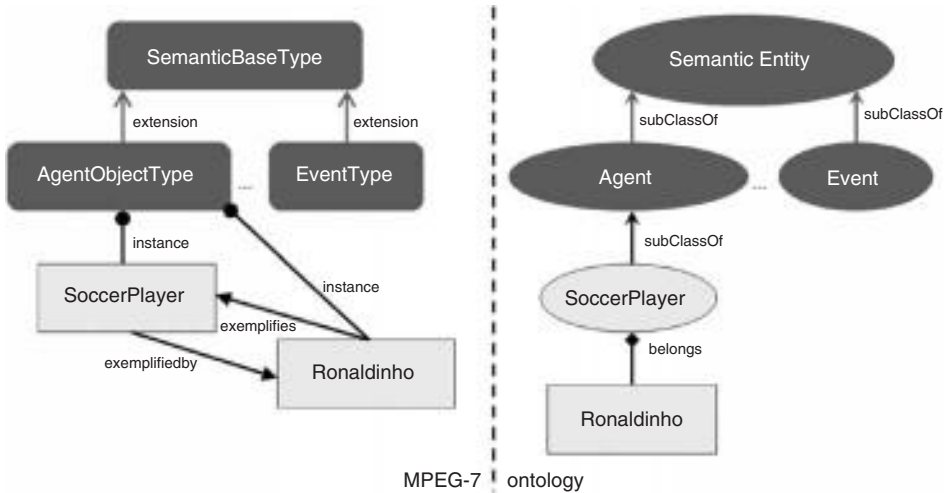 SemanticBaseType
extension
extension
AgentObjectType
...
EventType
instance
instance
SoccerPlayer
exemplifies
exemplifiedby
Ronaldinho
MPEG-7
Semantic Entity
subClassOf
subClassOf
Agent
...
Event
subClassOf
SoccerPlayer
belongs
Ronaldinho
ontology